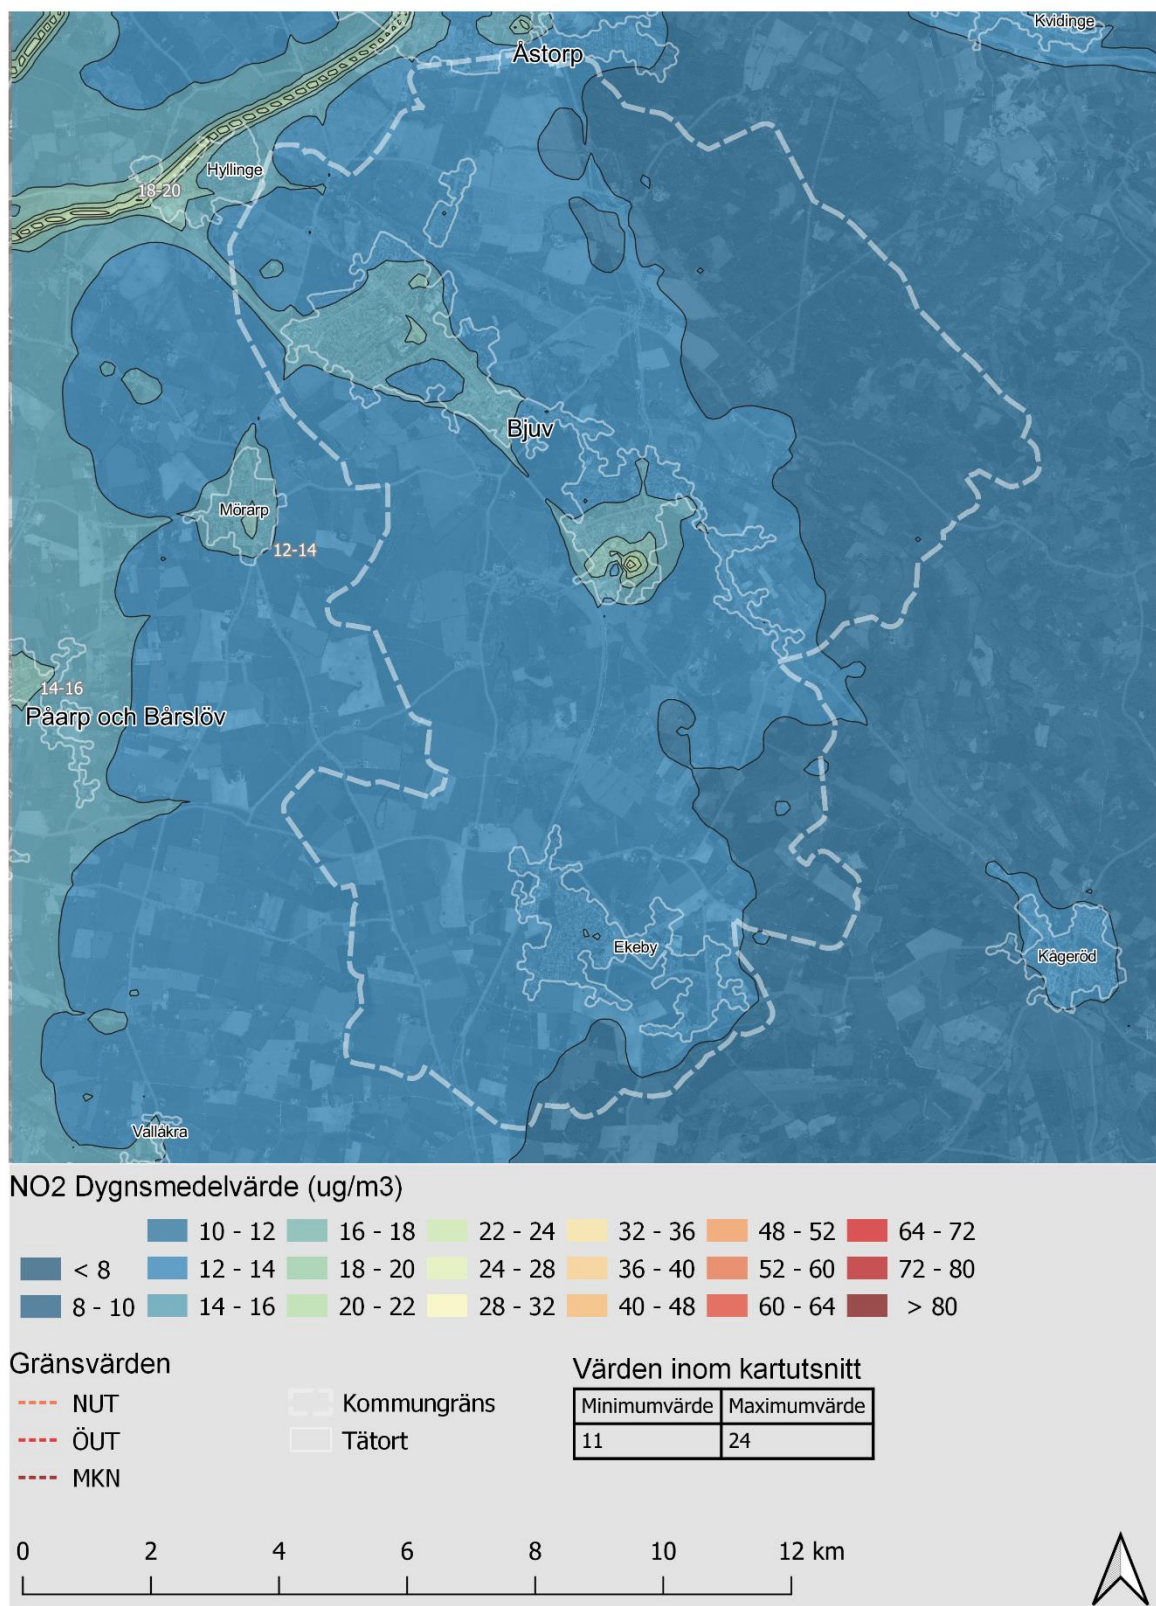 Kvidinge
Åstorp
Hyllinge
18-20
Bjuv
Mörarp
12-14
14-16
Påarp och Bårslöv
Ekeby
Kågeröd
Vallåkra
NO2 Dygnsmedelvärde (ug/m3)
10 - 12 16 - 18 22 - 24 32 - 36 48 - 52 64 - 72
< 8 12 - 14 18 - 20 24 - 28 36 - 40 52 - 60 72 - 80
8 - 10 14 - 16 20 - 22 28 - 32 40 - 48 60 - 64 > 80
Gränsvärden
NUT
ÖUT
MKN
Kommungräns
Tätort
Värden inom kartutsnitt
Minimumvärde Maximumvärde
11 24
0 2 4 6 8 10 12 km